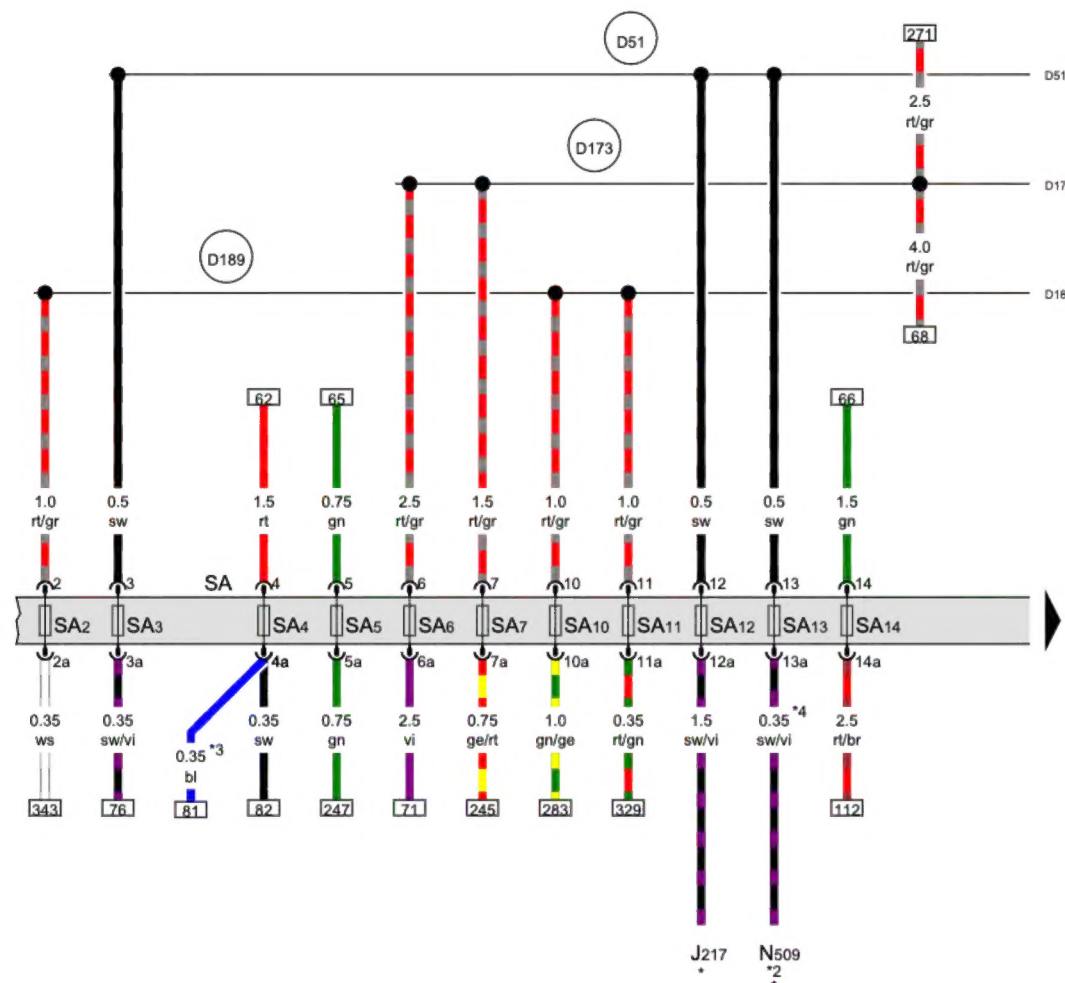 D51
271
D51
2.5
rt/gr
D173
D17
4.0
rt/gr
D189
D18
68
62
65
66
1.0 0.5 1.5 0.75 2.5 1.5 1.0 1.0 0.5 0.5 1.5
rt/gr sw rt gn rt/gr rt/gr rt/gr rt/gr sw sw gn
2 3 SA 4 5 6 7 10 11 12 13 14
SA2 SA3 SA4 SA5 SA6 SA7 SA10 SA11 SA12 SA13 SA14
2a 3a 4a 5a 6a 7a 10a 11a 12a 13a 14a
0.35 0.35 0.35 0.75 2.5 0.75 1.0 0.35 1.5 0.35 *4 2.5
ws sw/vi sw gn vi ge/rt gn/ge rt/gn sw/vi sw/vi rt/br
0.35 *3
bl
343 76 81 82 247 71 245 283 329 112
J217 N509
* *2
*